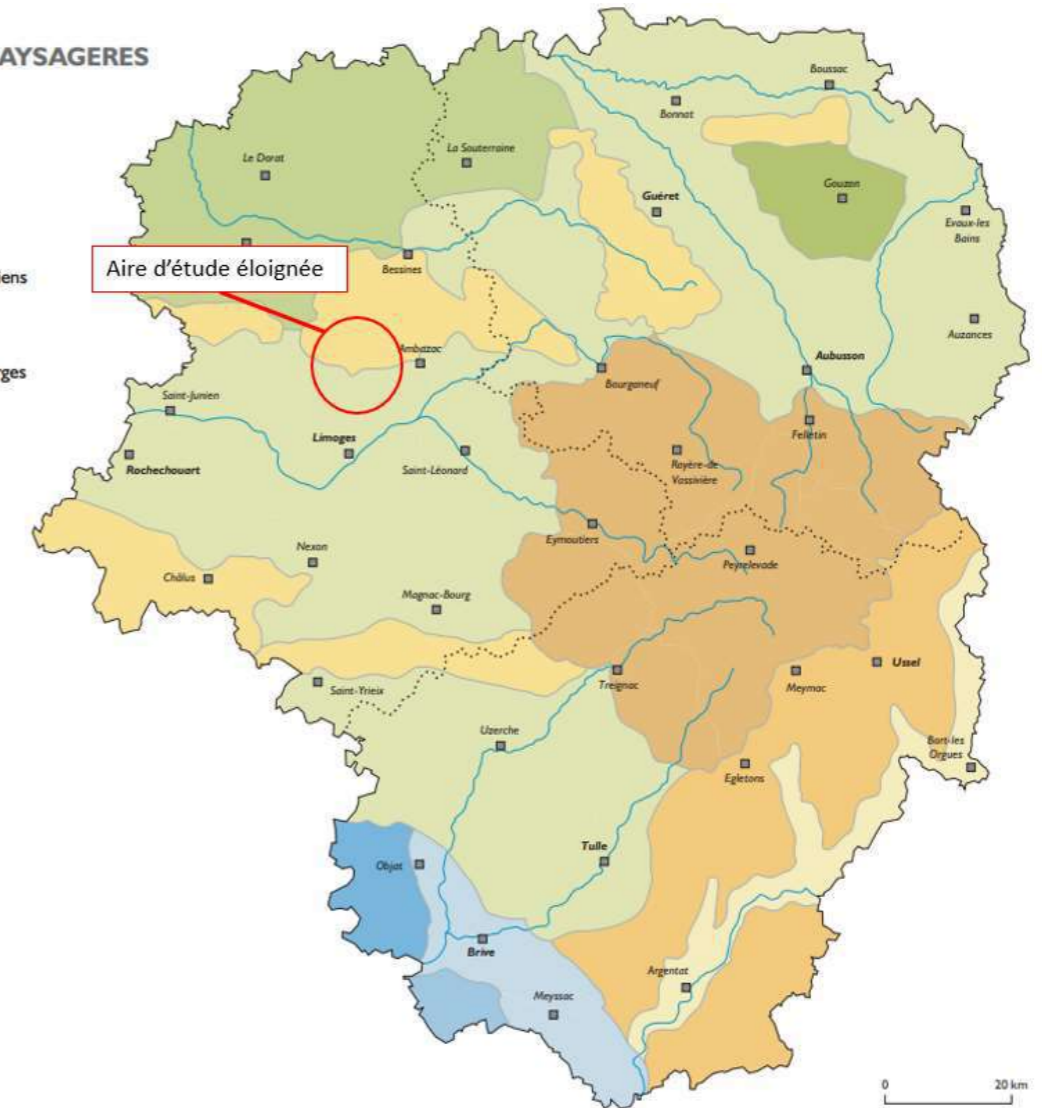 AYSAGERES
Boussac
Bonnat
Le Dorat
La Souterraine
Gouzon
Guéret
Evaux-les
Bains
Aire d'étude éloignée
iens
Bessines
Auzances
Ambazac
rges
Aubusson
Bourganeuf
Saint-Junien
Felletin
Limoges
Rochechouart
Saint-Léonard
Royère-de
Vassivière
Eymoutiers
Nexon
Peyrelevade
Châlus
Magnac-Bourg
Ussel
Treignac
Meymac
Saint-Yrieix
Uzerche
Bort-les
Orgues
Egletons
Tulle
Objat
Brive
Argentat
Meyssac
0
20 km